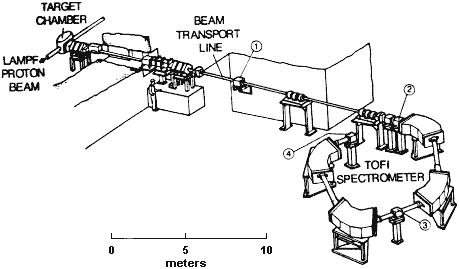 TARGET
CHAMBER
LAMPF
PROTON
BEAM
BEAM
TRANSPORT
LINE
1
2
4
TOFI
SPECTROMETER
3
0 5 10
meters